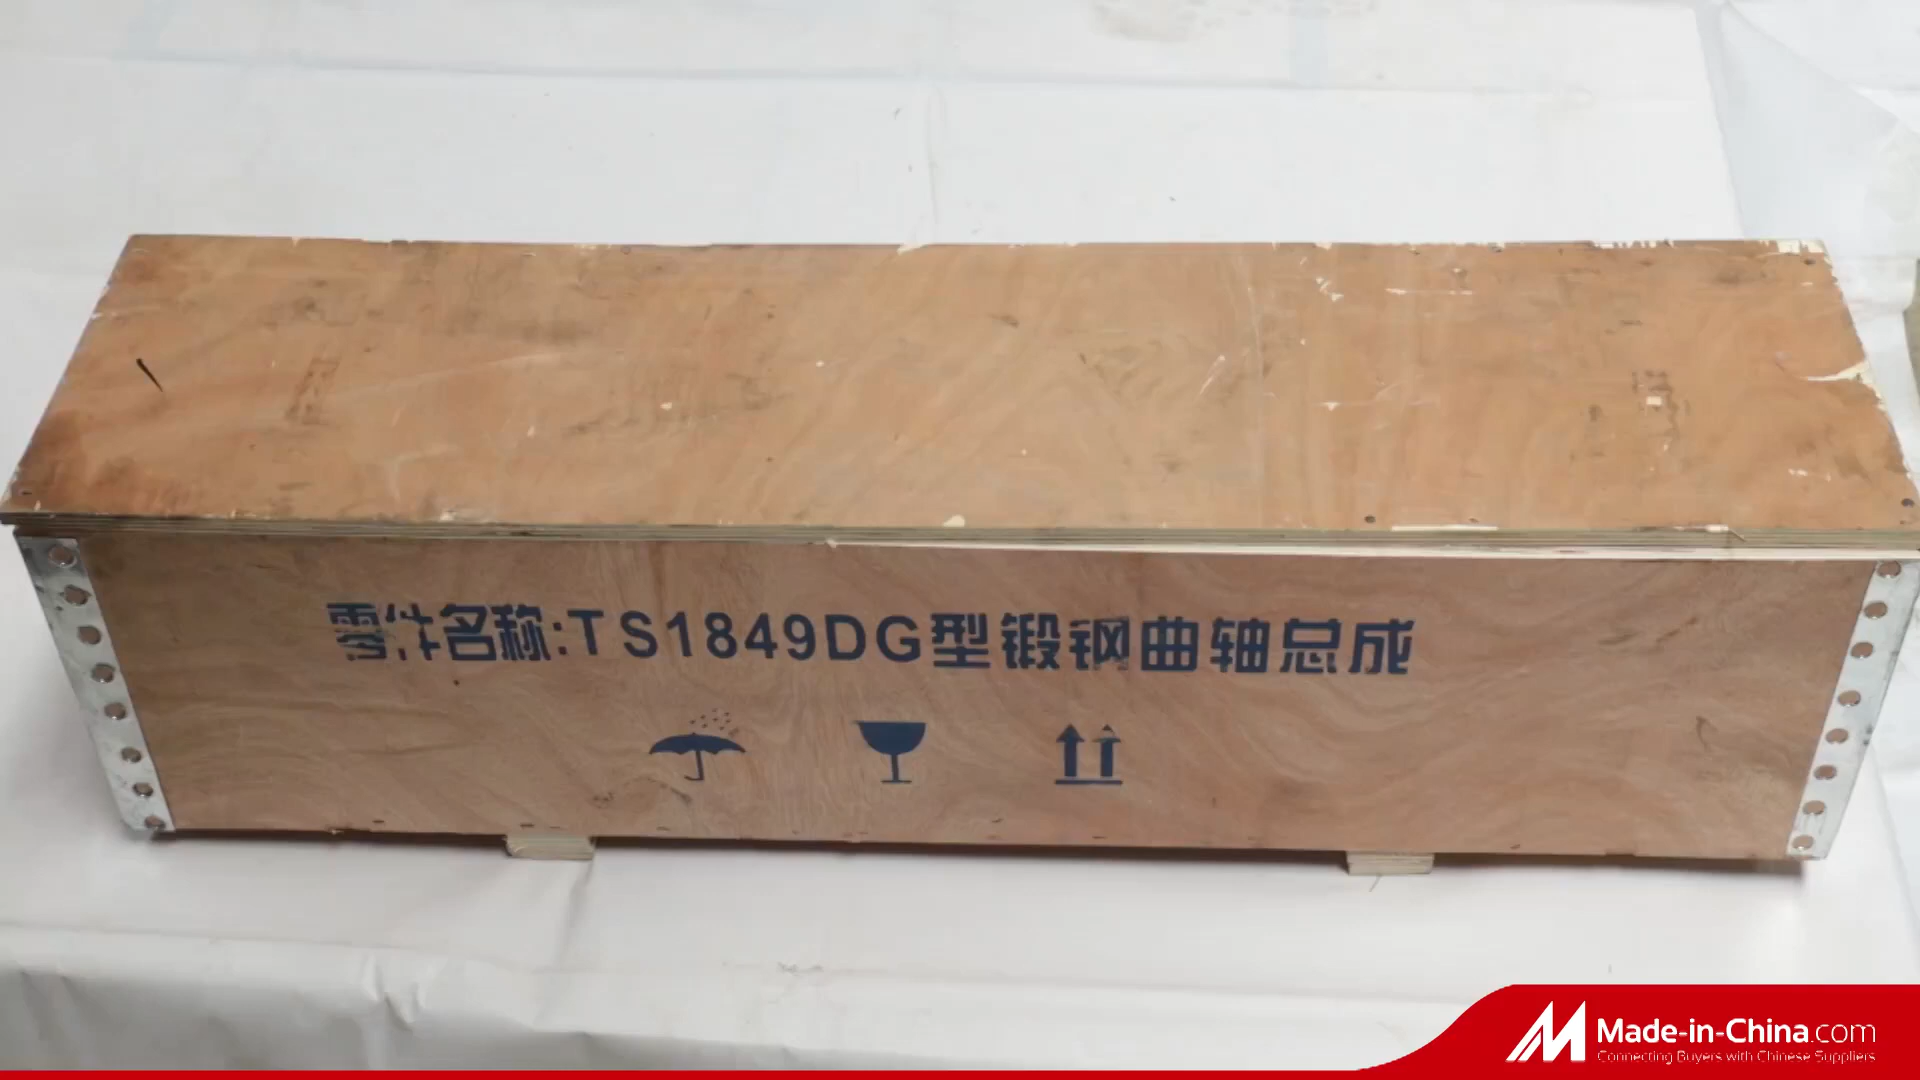 零件名称:TS1849DG型锻钢曲轴总成
Made-in-China.com
Connecting Buyers with Chinese Suppliers